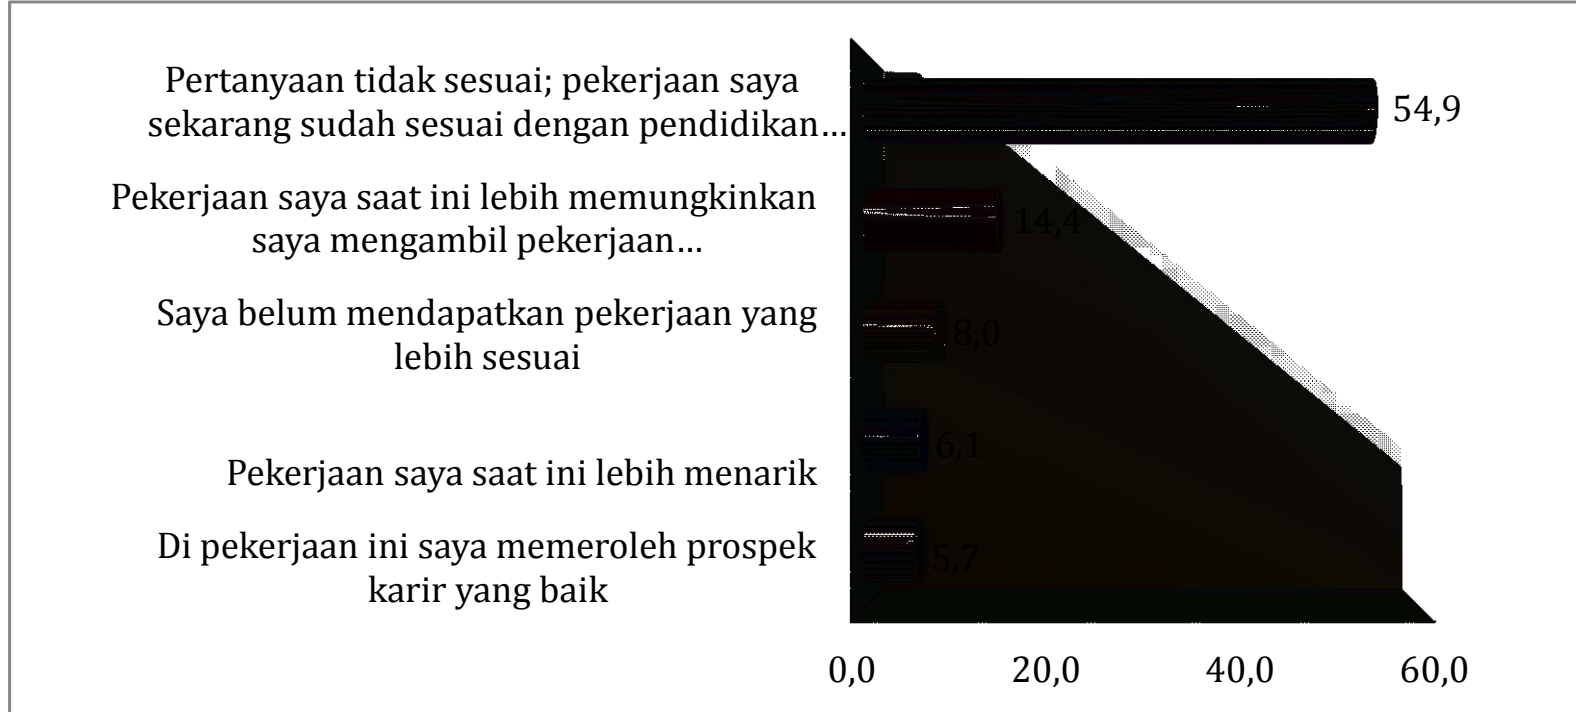 Pertanyaan tidak sesuai; pekerjaan saya
sekarang sudah sesuai dengan pendidikan…
54,9
Pekerjaan saya saat ini lebih memungkinkan
saya mengambil pekerjaan…
14,4
Saya belum mendapatkan pekerjaan yang
lebih sesuai
8,0
Pekerjaan saya saat ini lebih menarik
6,1
Di pekerjaan ini saya memeroleh prospek
karir yang baik
5,7
0,0 20,0 40,0 60,0